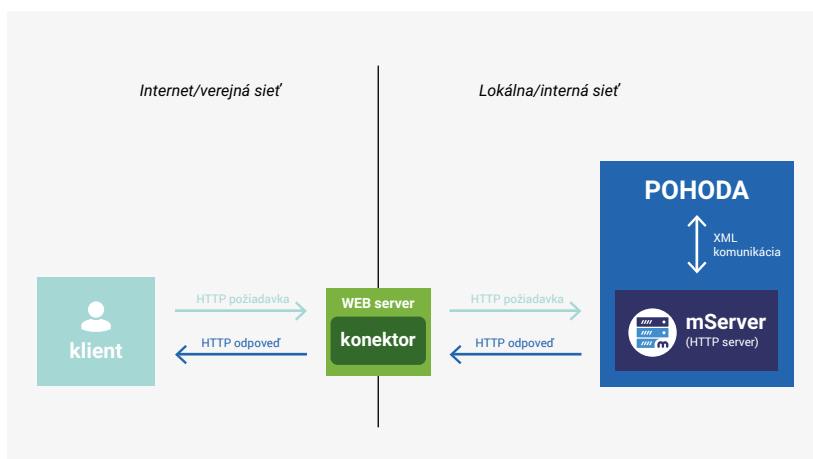 Internet/verejná sieť
Lokálna/interná sieť
POHODA
XML
komunikácia
klient
HTTP požiadavka
HTTP odpoveď
WEB server
konektor
HTTP požiadavka
HTTP odpoveď
mServer
(HTTP server)
m